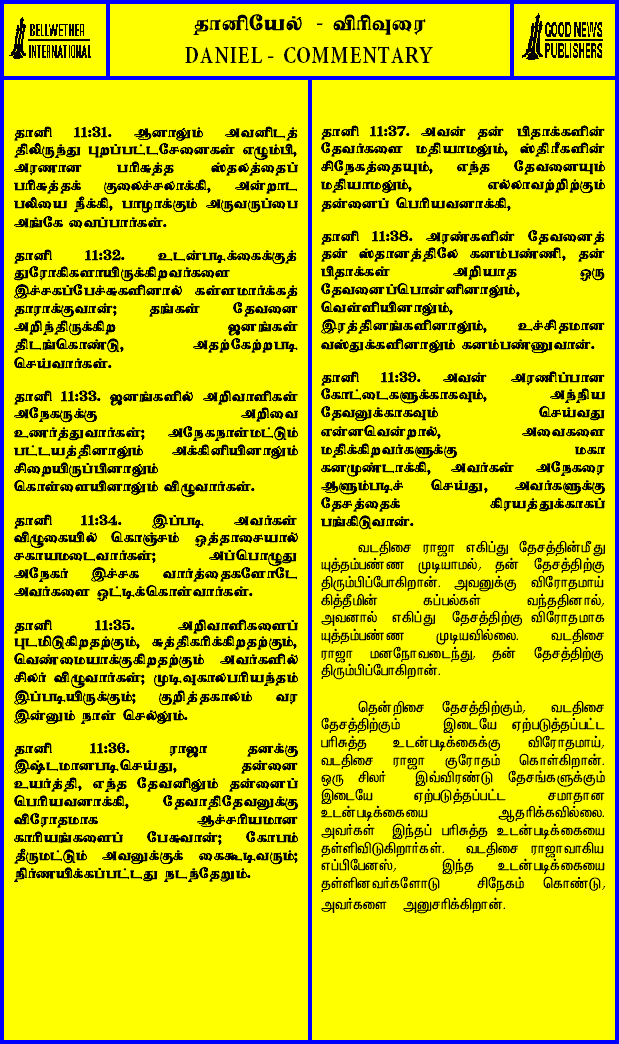 BELLWETHER
INTERNATIONAL
தானியேல் - விரிவுரை
DANIEL - COMMENTARY
GOOD NEWS
PUBLISHERS
தானி 11:31. ஆனாலும் அவனிடத்
திலிருந்து புறப்பட்டசேனைகள் எழும்பி,
அரணான பரிசுத்த ஸ்தலத்தைப்
பரிசுத்தக் குலைச்சலாக்கி, அன்றாட
பலியை நீக்கி, பாழாக்கும் அருவருப்பை
அங்கே வைப்பார்கள்.
தானி 11:32. உடன்படிக்கைக்குத்
துரோகிகளாயிருக்கிறவர்களை
இச்சகப்பேச்சுகளினால் கள்ளமார்க்கத்
தாராக்குவான்; தங்கள் தேவனை
அறிந்திருக்கிற ஜனங்கள்
திடங்கொண்டு, அதற்கேற்றபடி
செய்வார்கள்.
தானி 11:33. ஜனங்களில் அறிவாளிகள்
அநேகருக்கு அறிவை
உணர்த்துவார்கள்; அநேகநாள்மட்டும்
பட்டயத்தினாலும் அக்கினியினாலும்
சிறையிருப்பினாலும்
கொள்ளையினாலும் விழுவார்கள்.
தானி 11:34. இப்படி அவர்கள்
விழுகையில் கொஞ்சம் ஒத்தாசையால்
சகாயமடைவார்கள்; அப்பொழுது
அநேகர் இச்சக வார்த்தைகளோடே
அவர்களை ஒட்டிக்கொள்வார்கள்.
தானி 11:35. அறிவாளிகளைப்
புடமிடுகிறதற்கும், சுத்திகரிக்கிறதற்கும்,
வெண்மையாக்குகிறதற்கும் அவர்களில்
சிலர் விழுவார்கள்; முடிவுகாலபரியந்தம்
இப்படியிருக்கும்; குறித்தகாலம் வர
இன்னும் நாள் செல்லும்.
தானி 11:36. ராஜா தனக்கு
இஷ்டமானபடிசெய்து, தன்னை
உயர்த்தி, எந்த தேவனிலும் தன்னைப்
பெரியவனாக்கி, தேவாதிதேவனுக்கு
விரோதமாக ஆச்சரியமான
காரியங்களைப் பேசுவான்; கோபம்
தீருமட்டும் அவனுக்குக் கைகூடிவரும்;
நிர்ணயிக்கப்பட்டது நடந்தேறும்.
தானி 11:37. அவன் தன் பிதாக்களின்
தேவர்களை மதியாமலும், ஸ்திரீகளின்
சிநேகத்தையும், எந்த தேவனையும்
மதியாமலும், எல்லாவற்றிற்கும்
தன்னைப் பெரியவனாக்கி,
தானி 11:38. அரண்களின் தேவனைத்
தன் ஸ்தானத்திலே கனம்பண்ணி, தன்
பிதாக்கள் அறியாத ஒரு
தேவனைப்பொன்னினாலும்,
வெள்ளியினாலும்,
இரத்தினங்களினாலும், உச்சிதமான
வஸ்துக்களினாலும் கனம்பண்ணுவான்.
தானி 11:39. அவன் அரணிப்பான
கோட்டைகளுக்காகவும், அந்நிய
தேவனுக்காகவும் செய்வது
என்னவென்றால், அவைகளை
மதிக்கிறவர்களுக்கு மகா
கனமுண்டாக்கி, அவர்கள் அநேகரை
ஆளும்படிச் செய்து, அவர்களுக்கு
தேசத்தைக் கிரயத்துக்காகப்
பங்கிடுவான்.
வடதிசை ராஜா எகிப்து தேசத்தின்மீது
யுத்தம்பண்ண முடியாமல், தன் தேசத்திற்கு
திரும்பிப்போகிறான். அவனுக்கு விரோதமாய்
கித்தீமின் கப்பல்கள் வந்ததினால்,
அவனால் எகிப்து தேசத்திற்கு விரோதமாக
யுத்தம்பண்ண முடியவில்லை. வடதிசை
ராஜா மனநோவடைந்து, தன் தேசத்திற்கு
திரும்பிப்போகிறான்.
தென்றிசை தேசத்திற்கும், வடதிசை
தேசத்திற்கும் இடையே ஏற்படுத்தப்பட்ட
பரிசுத்த உடன்படிக்கைக்கு விரோதமாய்,
வடதிசை ராஜா குரோதம் கொள்கிறான்.
ஒரு சிலர் இவ்விரண்டு தேசங்களுக்கும்
இடையே ஏற்படுத்தப்பட்ட சமாதான
உடன்படிக்கையை ஆதரிக்கவில்லை.
அவர்கள் இந்தப் பரிசுத்த உடன்படிக்கையை
தள்ளிவிடுகிறார்கள். வடதிசை ராஜாவாகிய
எப்பிபேனஸ், இந்த உடன்படிக்கையை
தள்ளினவர்களோடு சிநேகம் கொண்டு,
அவர்களை அனுசரிக்கிறான்.